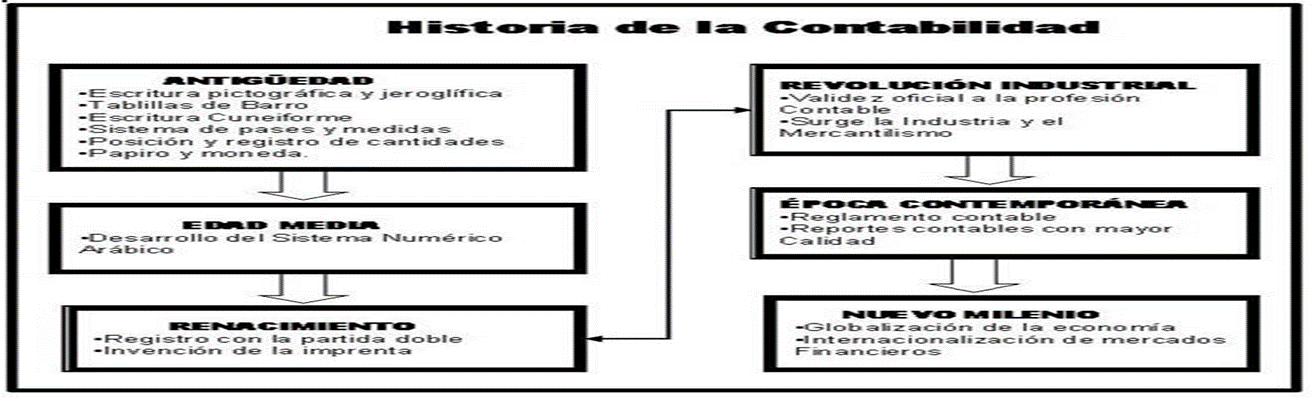 Historia de la Contabilidad
ANTIGÜEDAD
•Escritura pictográfica y jeroglífica
•Tablillas de Barro
•Escritura Cuneiforme
•Sistema de pases y medidas
•Posición y registro de cantidades
•Papiro y moneda.
EDAD MEDIA
•Desarrollo del Sistema Numérico
Arábico
RENACIMIENTO
•Registro con la partida doble
•Invención de la imprenta
REVOLUCIÓN INDUSTRIAL
•Validez oficial a la profesión
Contable
•Surge la Industria y el
Mercantilismo
ÉPOCA CONTEMPORÁNEA
•Reglamento contable
•Reportes contables con mayor
Calidad
NUEVO MILENIO
•Globalización de la economía
•Internacionalización de mercados
Financieros